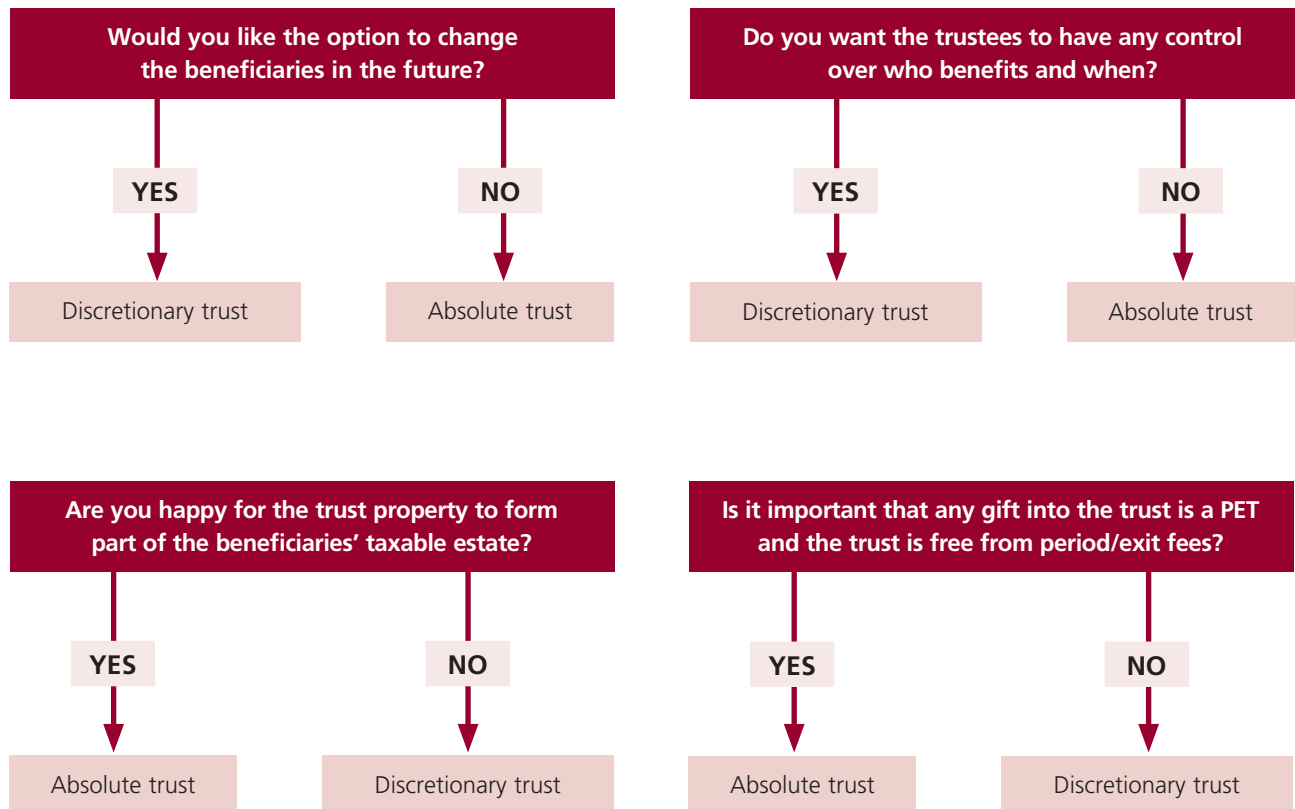 Would you like the option to change
the beneficiaries in the future?
YES
NO
Discretionary trust
Absolute trust
Do you want the trustees to have any control
over who benefits and when?
YES
NO
Discretionary trust
Absolute trust
Are you happy for the trust property to form
part of the beneficiaries’ taxable estate?
YES
NO
Absolute trust
Discretionary trust
Is it important that any gift into the trust is a PET
and the trust is free from period/exit fees?
YES
NO
Absolute trust
Discretionary trust